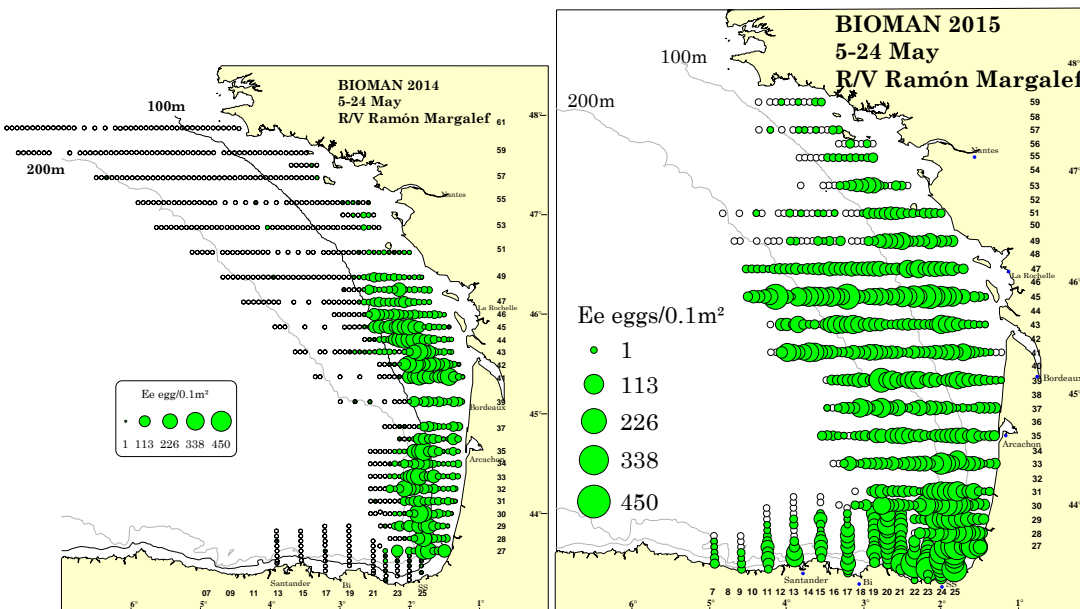 BIOMAN 2014
5-24 May
R/V Ramón Margalef
100m
200m
48°
47°
46°
45°
44°
61
59
57
55
53
51
49
47
46
45
44
43
42
41
39
37
35
34
33
32
31
30
29
28
27
Nantes
La Rochelle
Bordeaux
Arcachon
Ee egg/0.1m²
1 113 226 338 450
Santander
Bi
SS
07 09 11 13 15 17 19 21 23 25
6° 5° 4° 3° 2° 1°
BIOMAN 2015
5-24 May
R/V Ramón Margalef
100m
200m
48°
47°
46°
45°
44°
59
58
57
56
55
54
53
52
51
50
49
48
47
46
45
44
43
42
41
40
39
38
37
36
35
34
33
32
31
30
29
28
27
Nantes
La Rochelle
Bordeaux
Arcachon
Ee eggs/0.1m²
1
113
226
338
450
Santander
Bi
SS
7 8 9 10 11 12 13 14 15 16 17 18 19 20 21 22 23 24 25
6° 5° 4° 3° 2° 1°